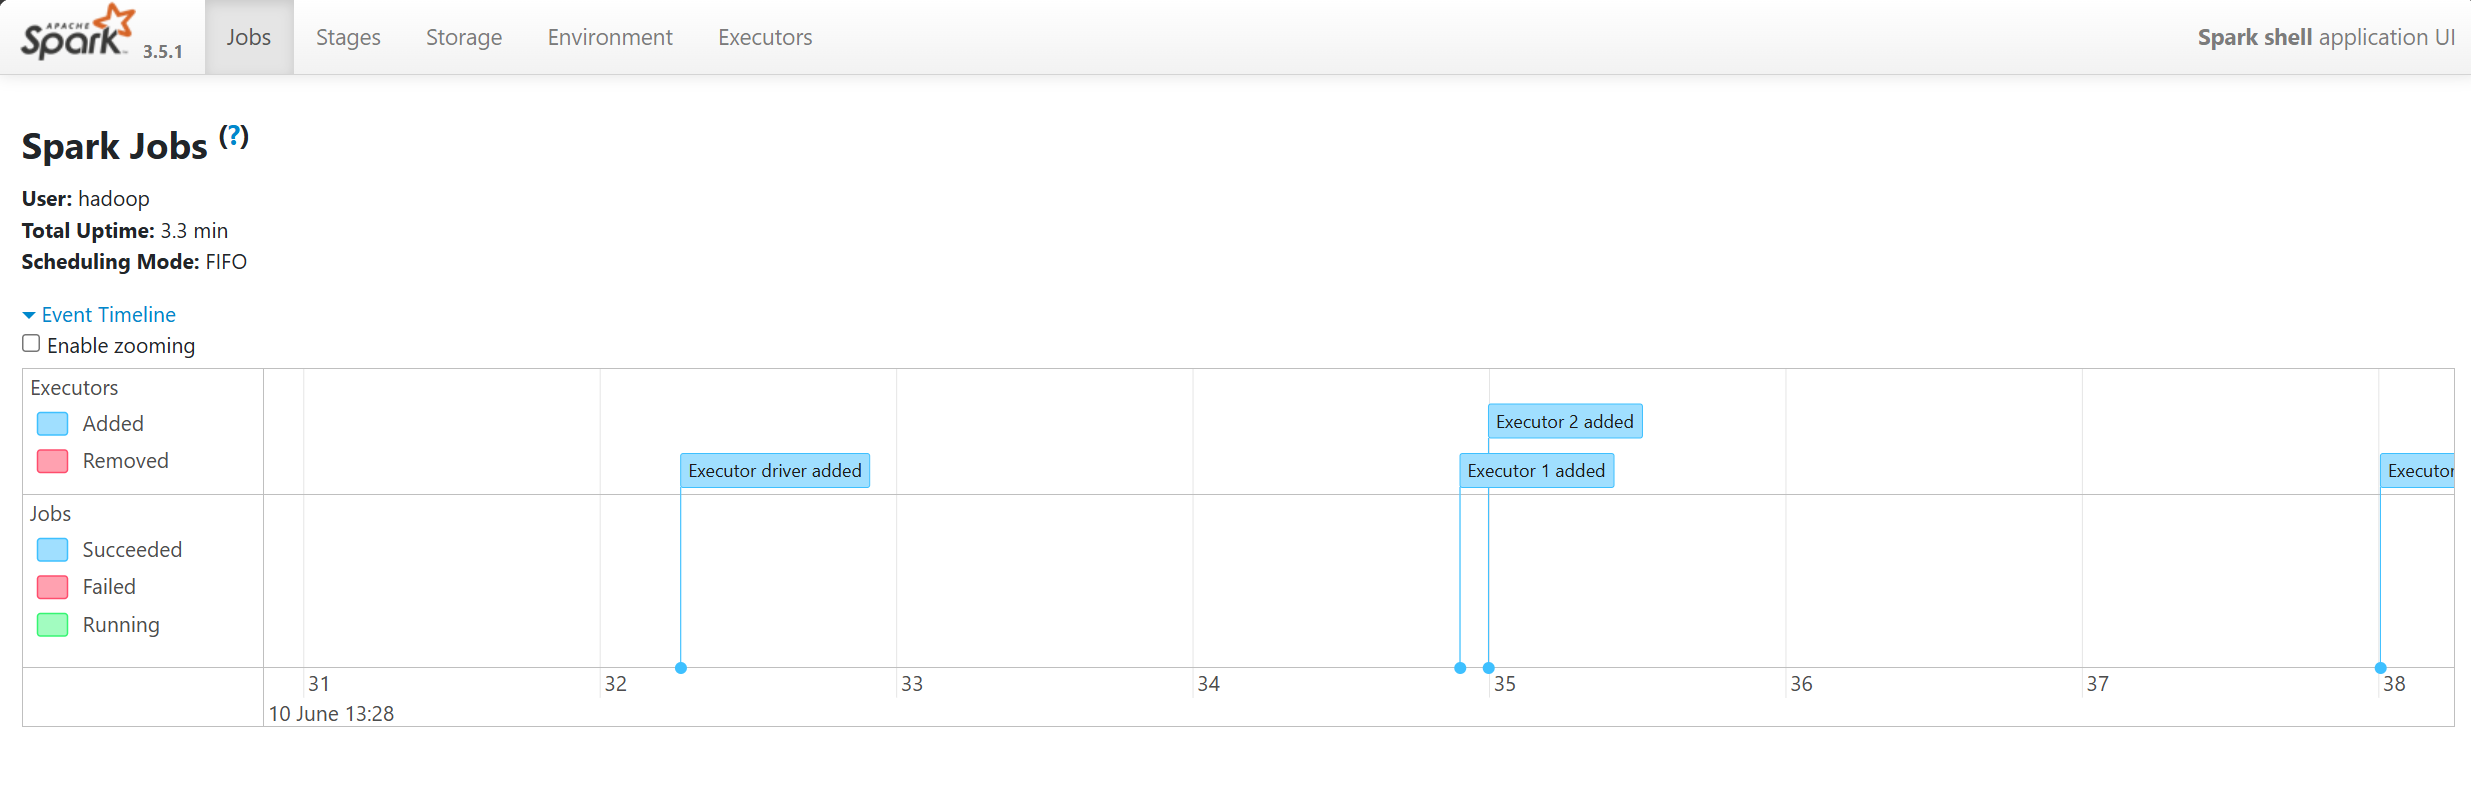 APACHE
Spark 3.5.1 Jobs Stages Storage Environment Executors Spark shell application UI
Spark Jobs (?)
User: hadoop
Total Uptime: 3.3 min
Scheduling Mode: FIFO
Event Timeline
Enable zooming
Executors
Added
Removed
Executor 2 added
Executor driver added
Executor 1 added
Executor
Jobs
Succeeded
Failed
Running
31 32 33 34 35 36 37 38
10 June 13:28